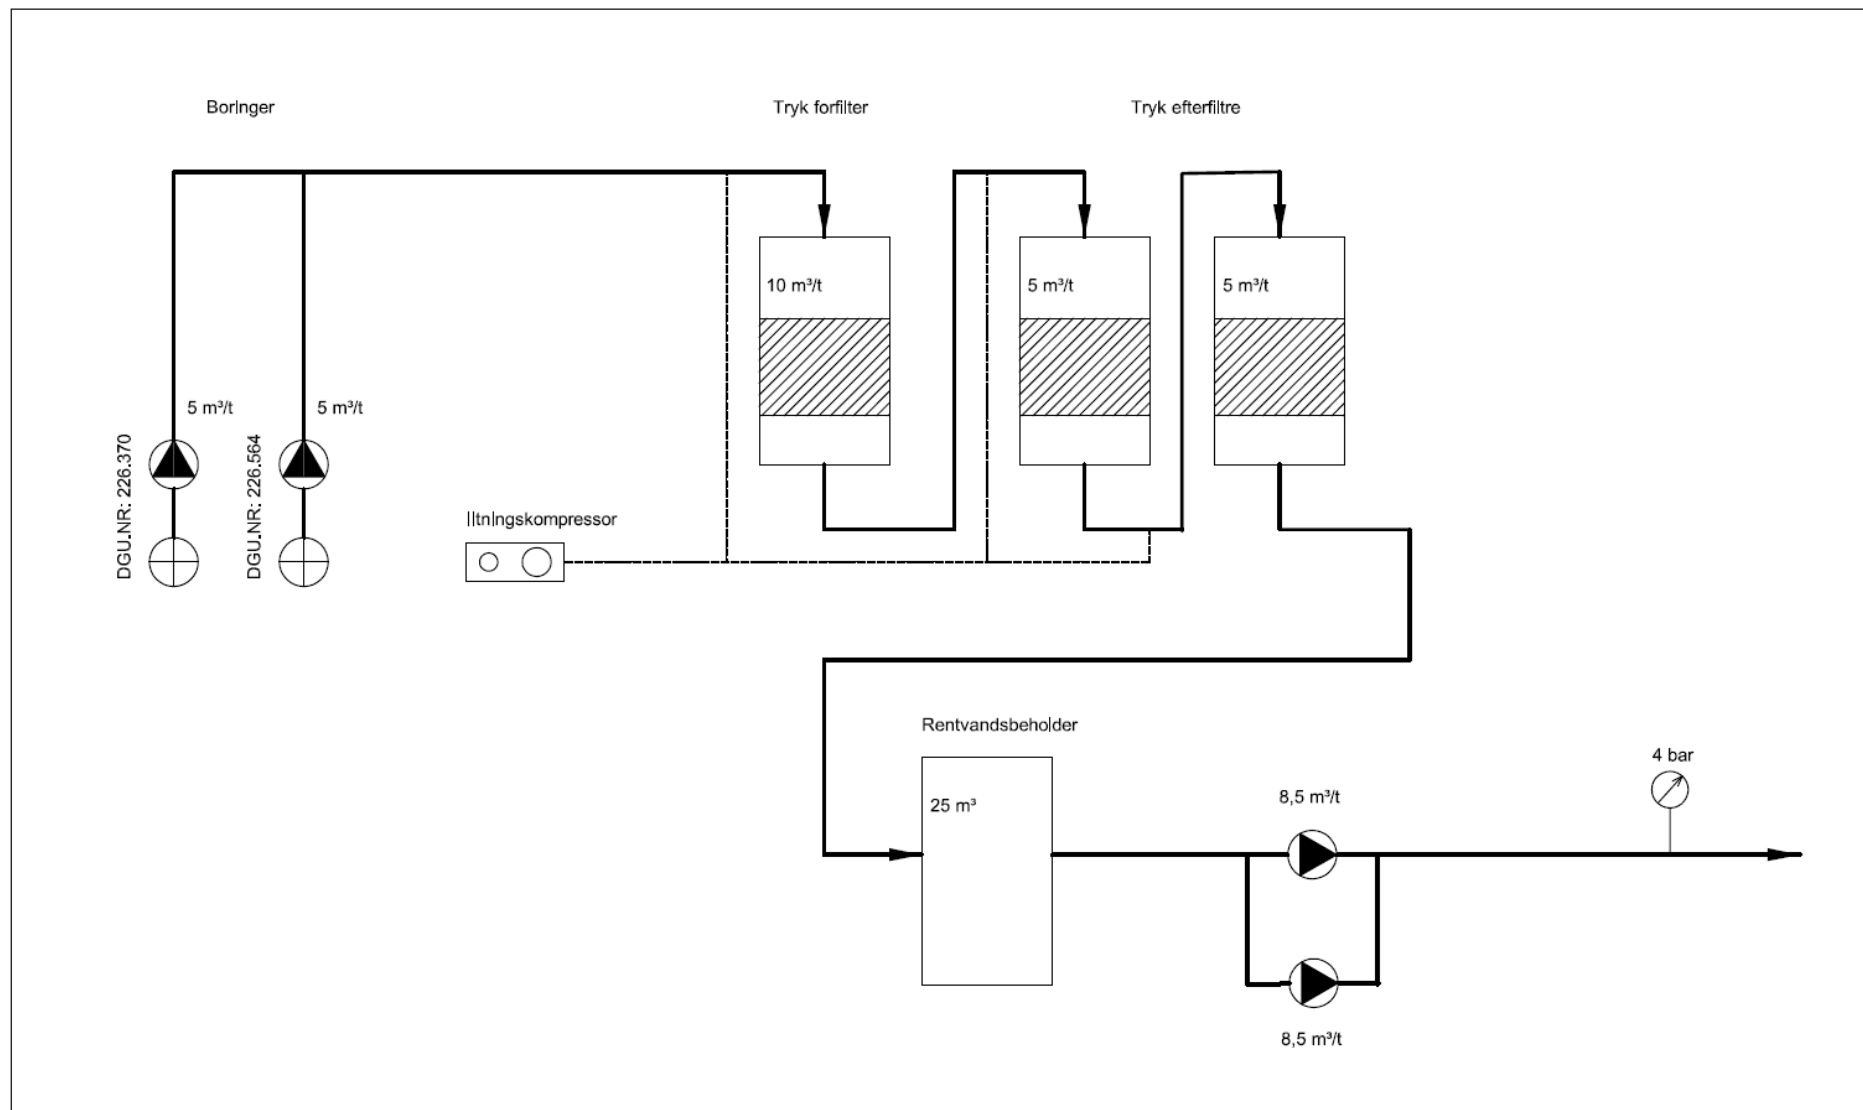 Boringer
Tryk forfilter
Tryk efterfiltre
10 m³/t
5 m³/t
5 m³/t
5 m³/t
5 m³/t
DGU.NR: 226.370
DGU.NR: 226.564
Iltningskompressor
Rentvandsbeholder
25 m³
8,5 m³/t
4 bar
8,5 m³/t